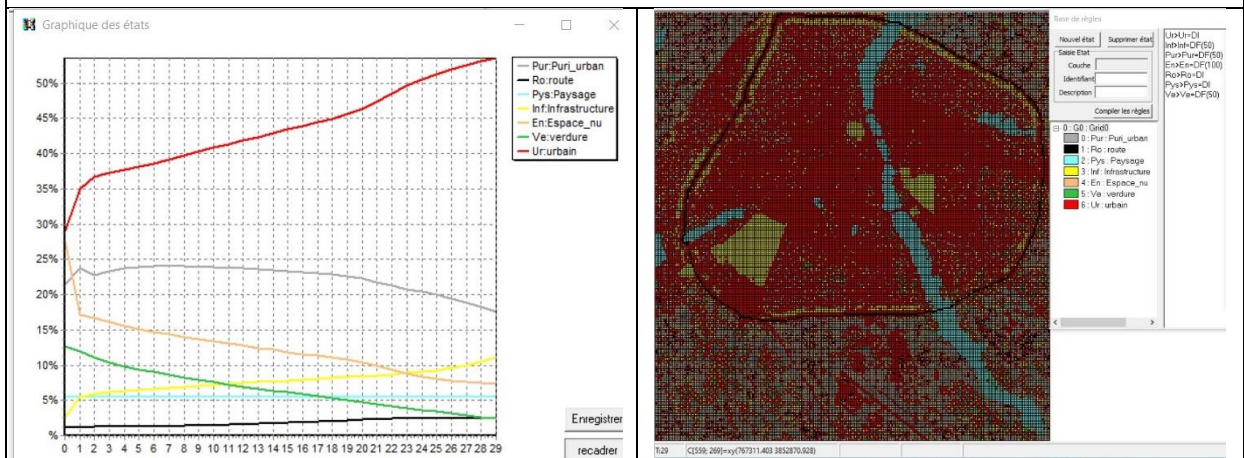 Graphique des états
50%
45%
40%
35%
30%
25%
20%
15%
10%
5%
%
0 1 2 3 4 5 6 7 8 9 10 11 12 13 14 15 16 17 18 19 20 21 22 23 24 25 26 27 28 29
Pur:Puri_urban
Ro:route
Pys:Paysage
Inf:Infrastructure
En:Espace_nu
Ve:verdure
Ur:urbain
Enregistrer
recadrer
Base de règles
Nouvel état Supprimer état
Saisie Etat
Couche
Identifiant
Description
Compiler les règles
Ur>Ur=DI
Inf>Inf=DF(50)
Pur>Pur=DF(50)
En>En=DF(100)
Ro>Ro=DI
Pys>Pys=DI
Ve>Ve=DF(50)
0 : G0 : Grid0
0 : Pur : Puri_urban
1 : Ro : route
2 : Pys : Paysage
3 : Inf : Infrastructure
4 : En : Espace_nu
5 : Ve : verdure
6 : Ur : urbain
T:29 C(559; 269)=xy(767311.403 3852870.928)